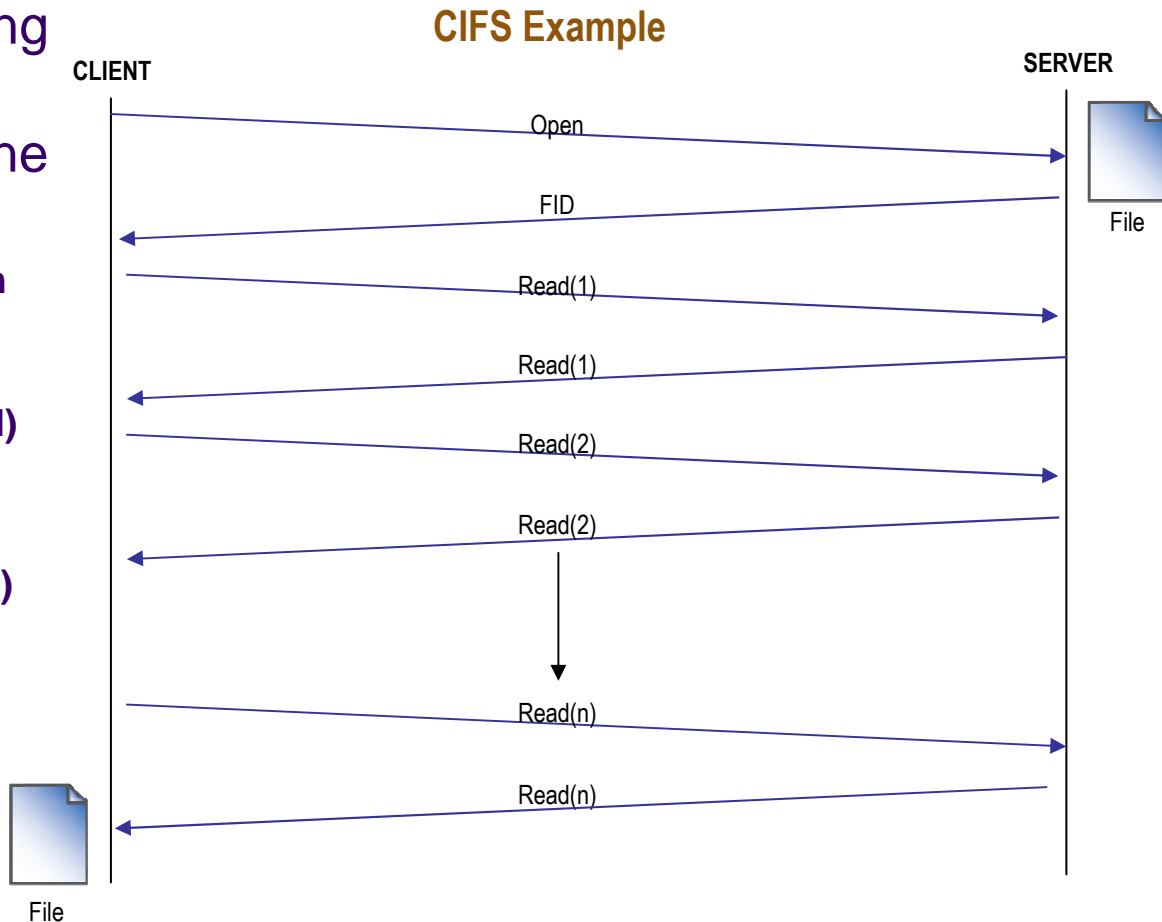 CIFS Example
ng
CLIENT
SERVER
Open
ne
FID
File
Read(1)
Read(1)
)
Read(2)
Read(2)
)
Read(n)
Read(n)
File